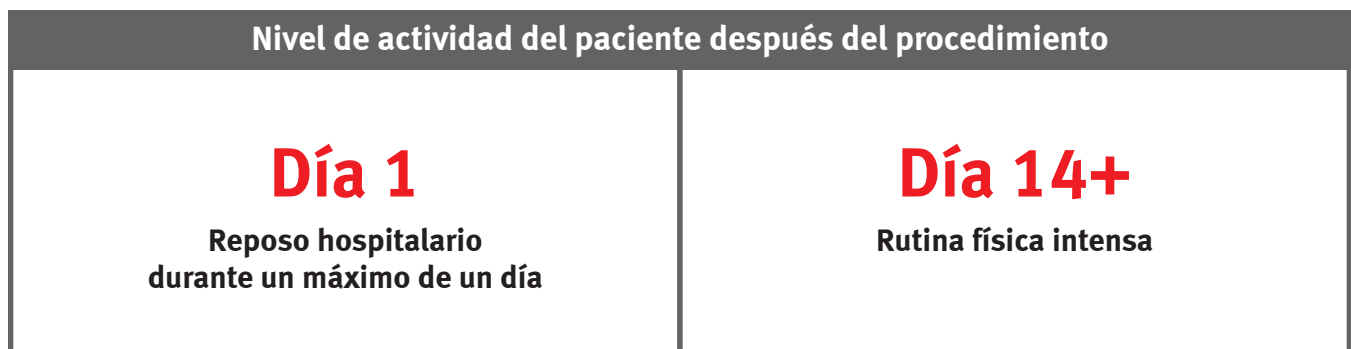 Nivel de actividad del paciente después del procedimiento
Día 1
Reposo hospitalario
durante un máximo de un día
Día 14+
Rutina física intensa